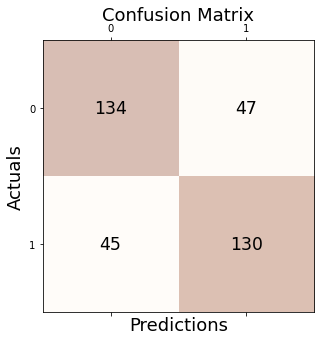 Confusion Matrix
0 1
0 134 47
Actuals
1 45 130
Predictions